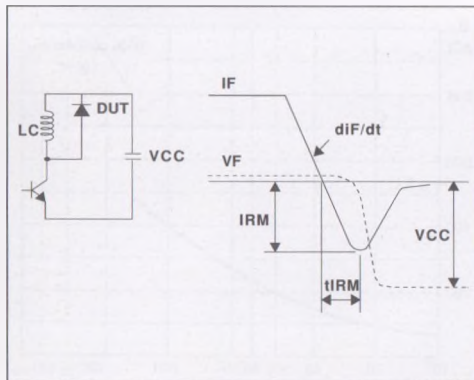 LC
DUT
VCC
IF
diF/dt
VF
IRM
VCC
tIRM